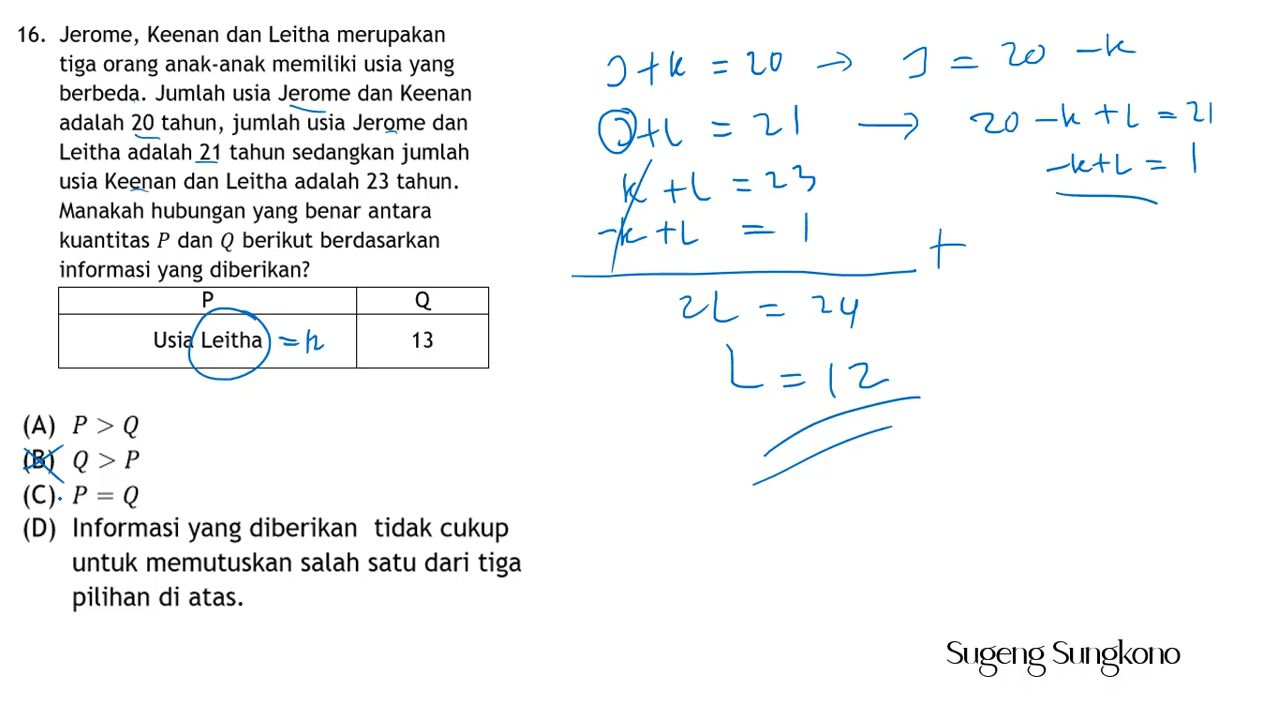 16. Jerome, Keenan dan Leitha merupakan
tiga orang anak-anak memiliki usia yang
berbeda. Jumlah usia Jerome dan Keenan
adalah 20 tahun, jumlah usia Jerome dan
Leitha adalah 21 tahun sedangkan jumlah
usia Keenan dan Leitha adalah 23 tahun.
Manakah hubungan yang benar antara
kuantitas P dan Q berikut berdasarkan
informasi yang diberikan?
P Q
Usia Leitha = 12 13
(A) P > Q
(B) Q > P
(C) P = Q
(D) Informasi yang diberikan tidak cukup
untuk memutuskan salah satu dari tiga
pilihan di atas.
J+k = 20 → J = 20 -k
J+L = 21 → 20 -k+L = 21
-k+L = 1
k+L = 23
-k+L = 1
+
2L = 24
L = 12
Sugeng Sungkono